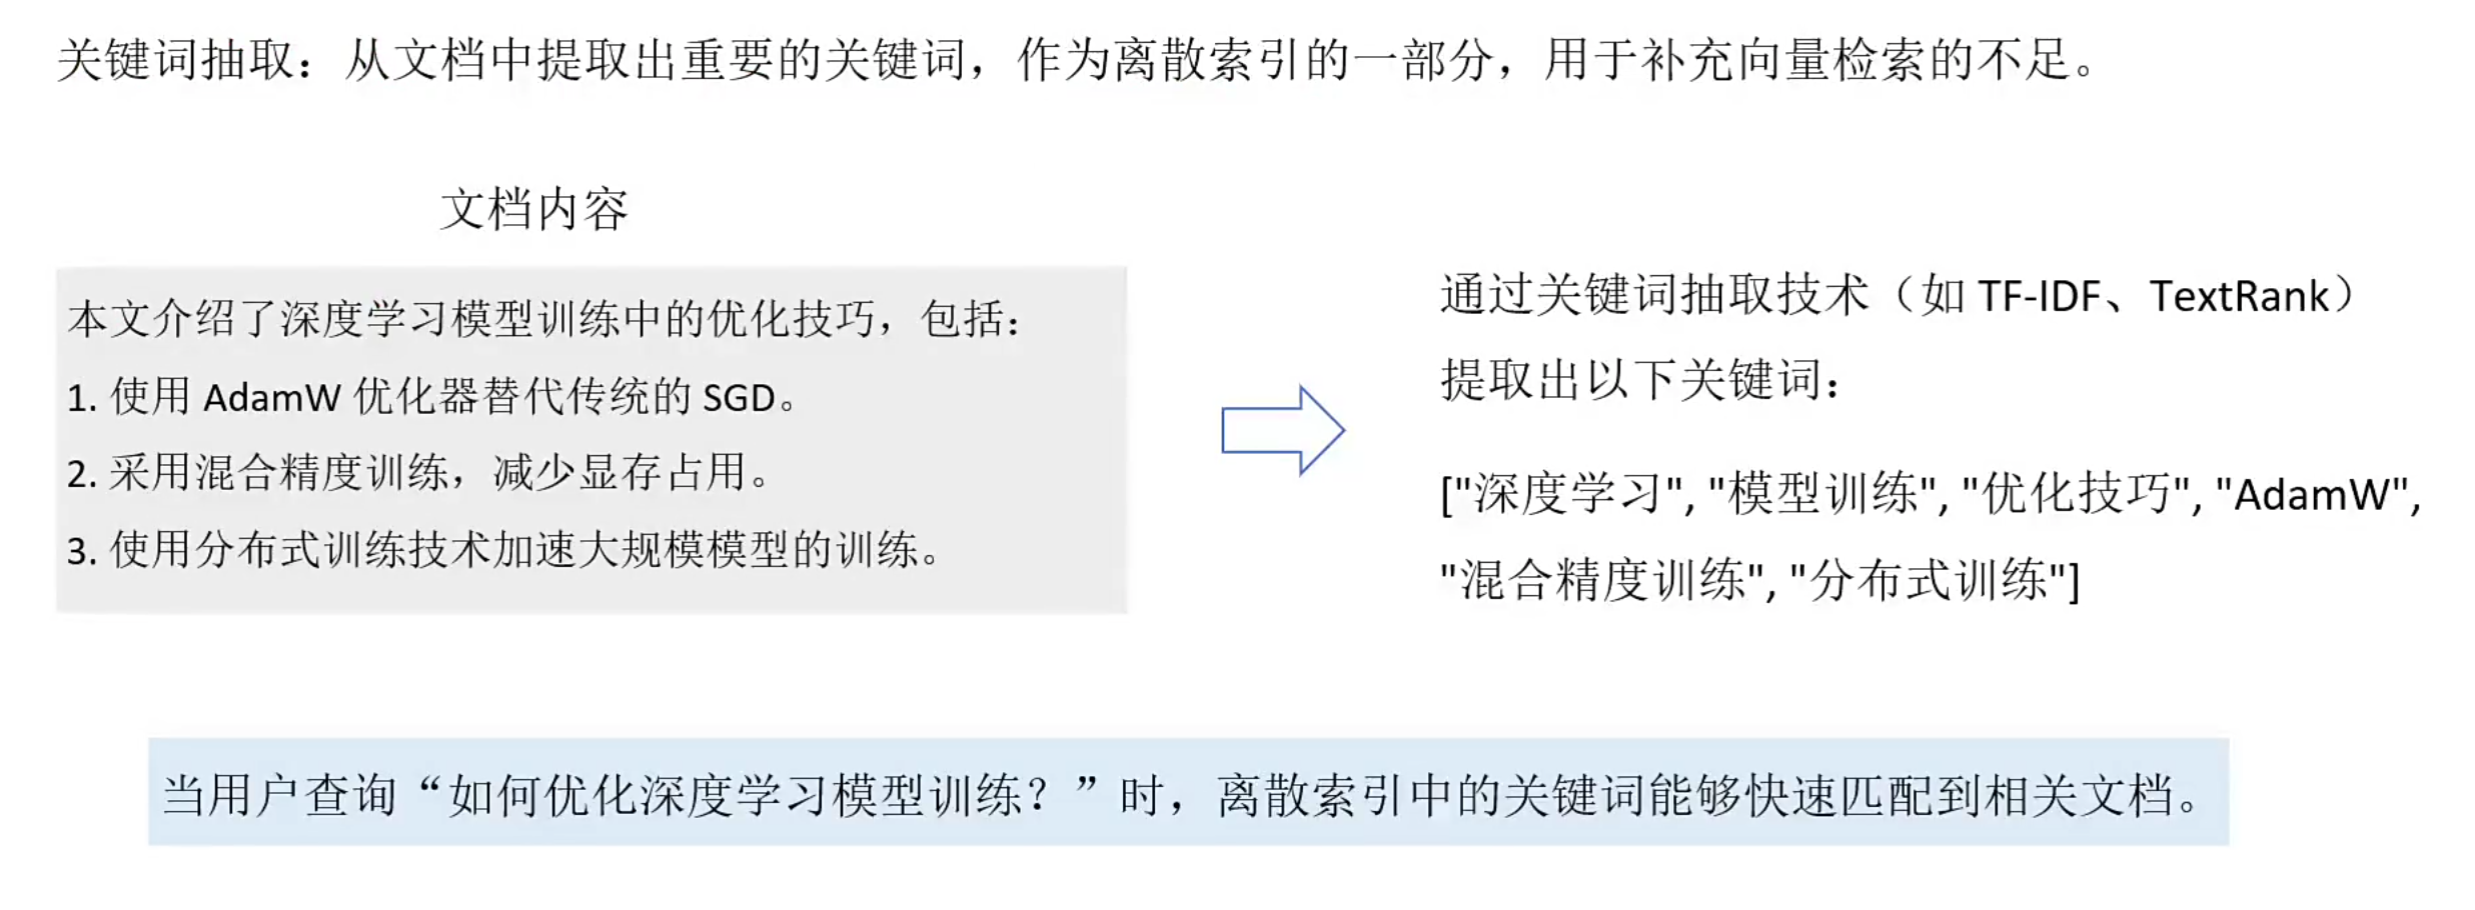 关键词抽取：从文档中提取出重要的关键词，作为离散索引的一部分，用于补充向量检索的不足。
文档内容
本文介绍了深度学习模型训练中的优化技巧，包括：
1. 使用 AdamW 优化器替代传统的 SGD。
2. 采用混合精度训练，减少显存占用。
3. 使用分布式训练技术加速大规模模型的训练。
通过关键词抽取技术（如 TF-IDF、TextRank）
提取出以下关键词：
["深度学习", "模型训练", "优化技巧", "AdamW",
"混合精度训练", "分布式训练"]
当用户查询“如何优化深度学习模型训练？”时，离散索引中的关键词能够快速匹配到相关文档。